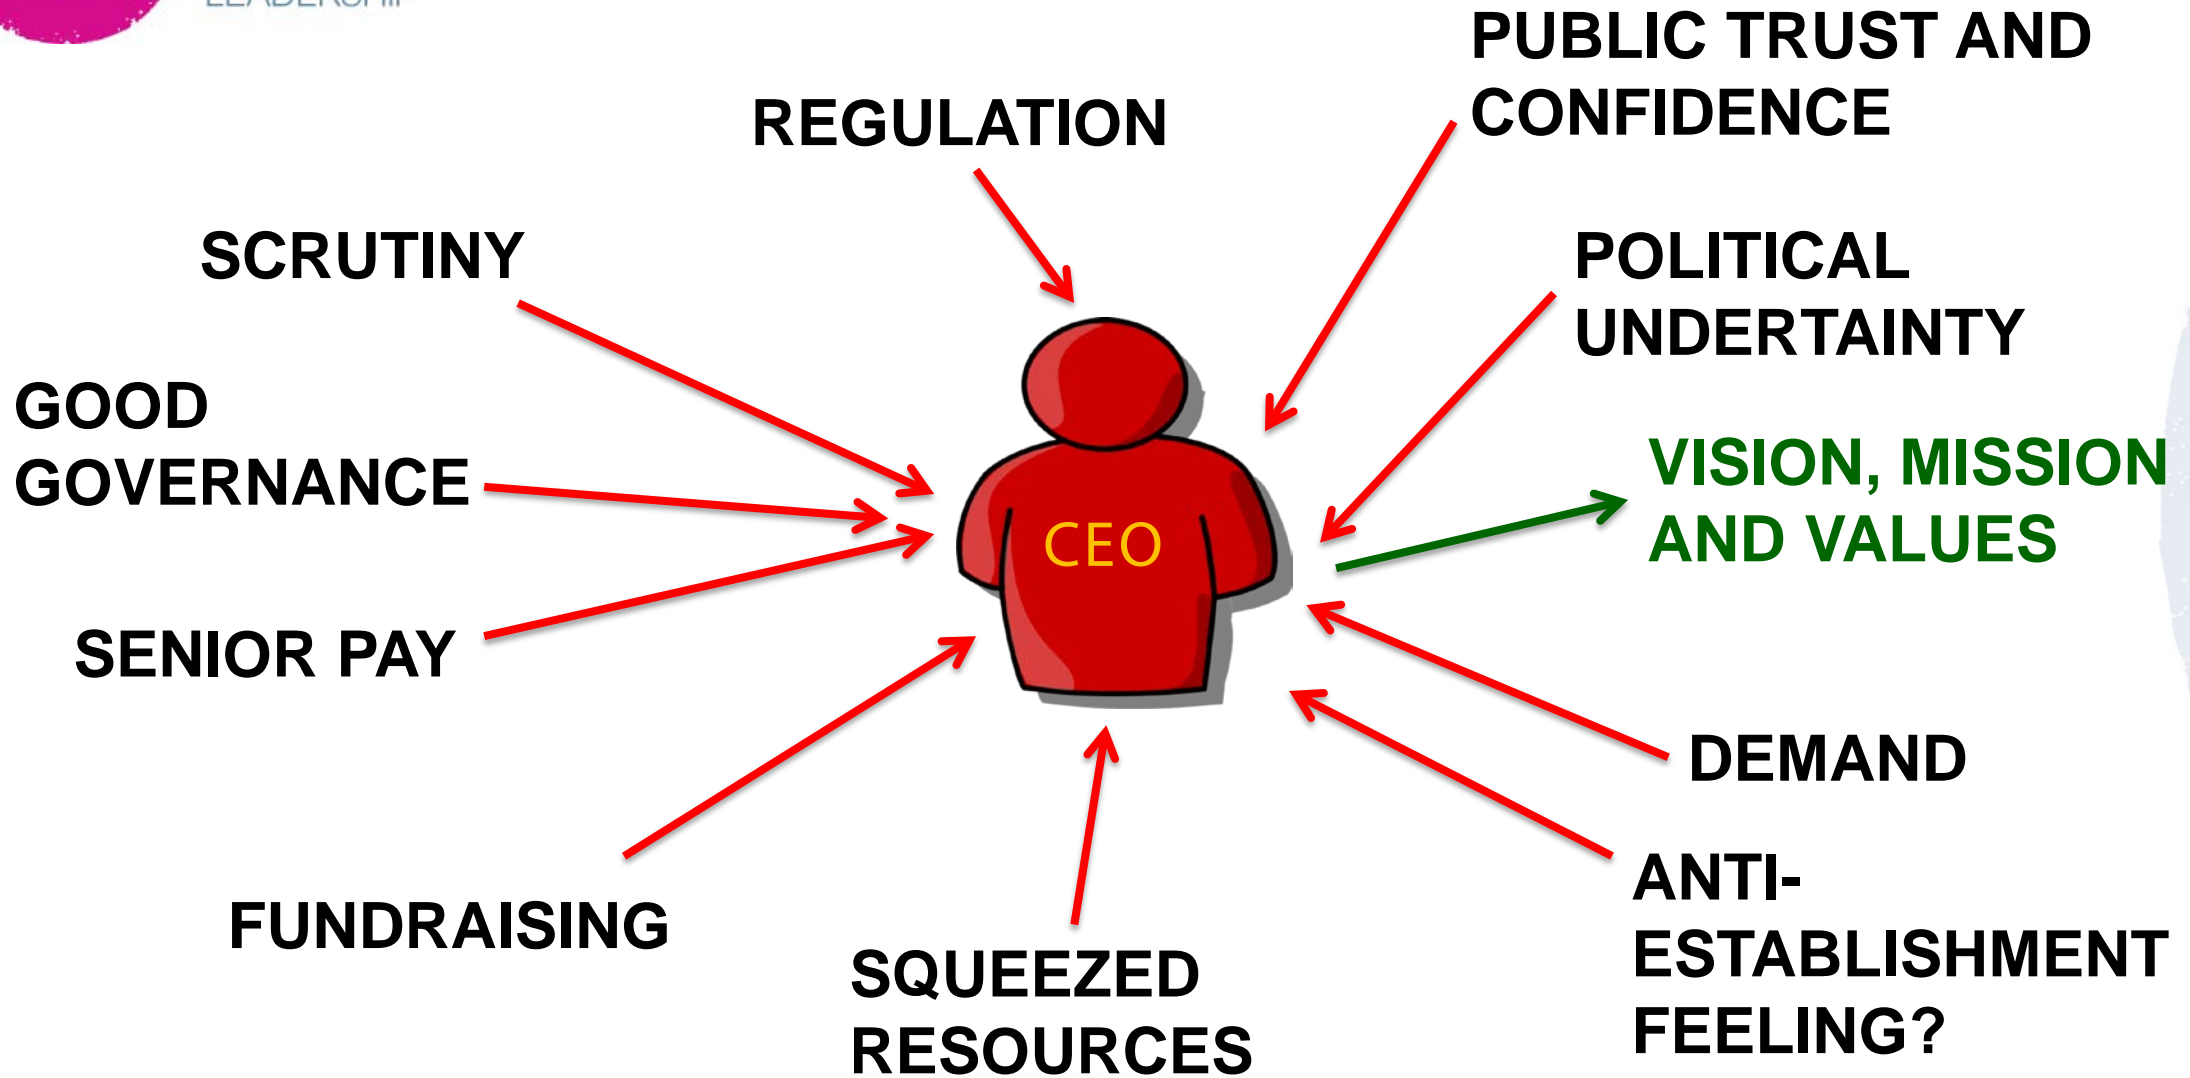 LEADERSHIP
PUBLIC TRUST AND
CONFIDENCE
REGULATION
SCRUTINY
POLITICAL
UNDERTAINTY
GOOD
GOVERNANCE
VISION, MISSION
AND VALUES
CEO
SENIOR PAY
DEMAND
FUNDRAISING
ANTI-
ESTABLISHMENT
FEELING?
SQUEEZED
RESOURCES